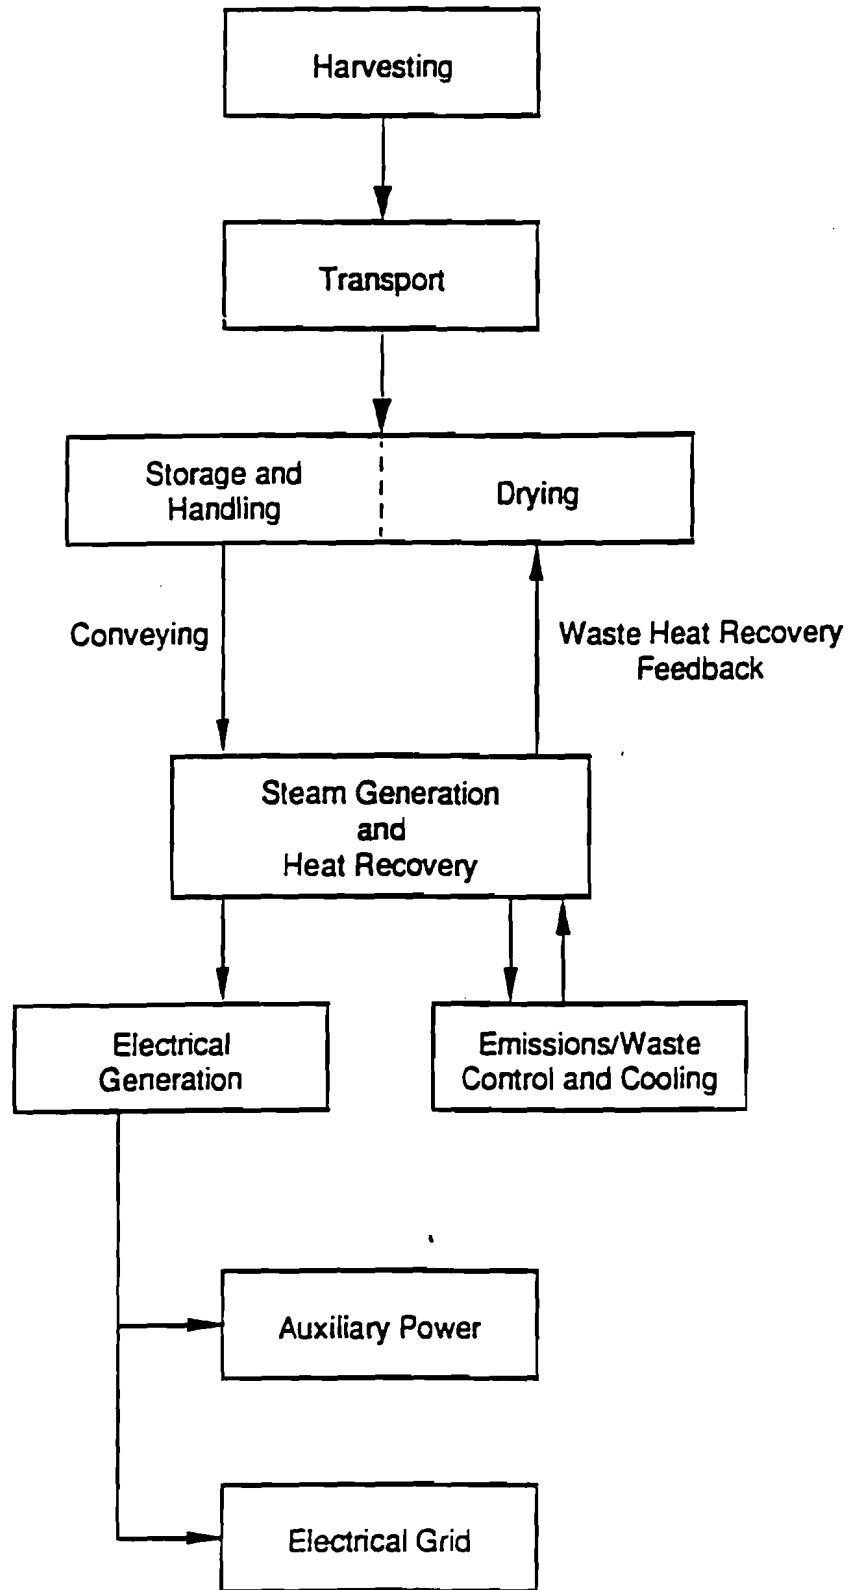 Harvesting
Transport
Storage and
Handling
Drying
Conveying
Waste Heat Recovery
Feedback
Steam Generation
and
Heat Recovery
Electrical
Generation
Emissions/Waste
Control and Cooling
Auxiliary Power
Electrical Grid